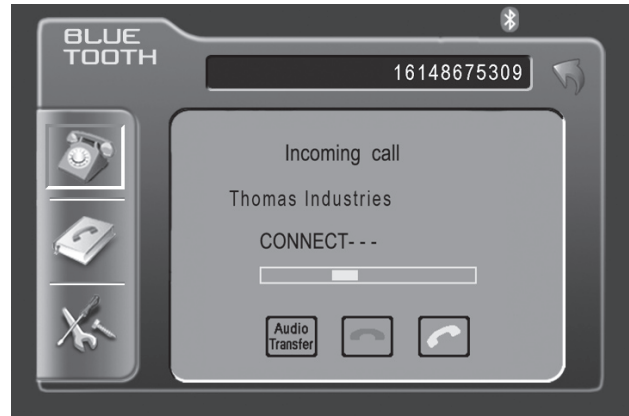 BLUE
TOOTH
16148675309
Incoming call
Thomas Industries
CONNECT---
Audio
Transfer